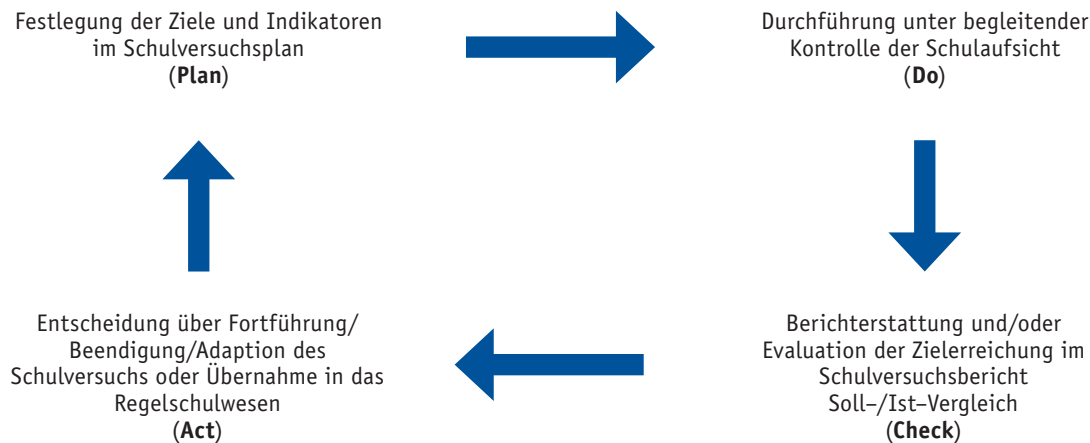 Festlegung der Ziele und Indikatoren
im Schulversuchsplan
(Plan)
Durchführung unter begleitender
Kontrolle der Schulaufsicht
(Do)
Entscheidung über Fortführung/
Beendigung/Adaption des
Schulversuchs oder Übernahme in das
Regelschulwesen
(Act)
Berichterstattung und/oder
Evaluation der Zielerreichung im
Schulversuchsbericht
Soll–/Ist–Vergleich
(Check)